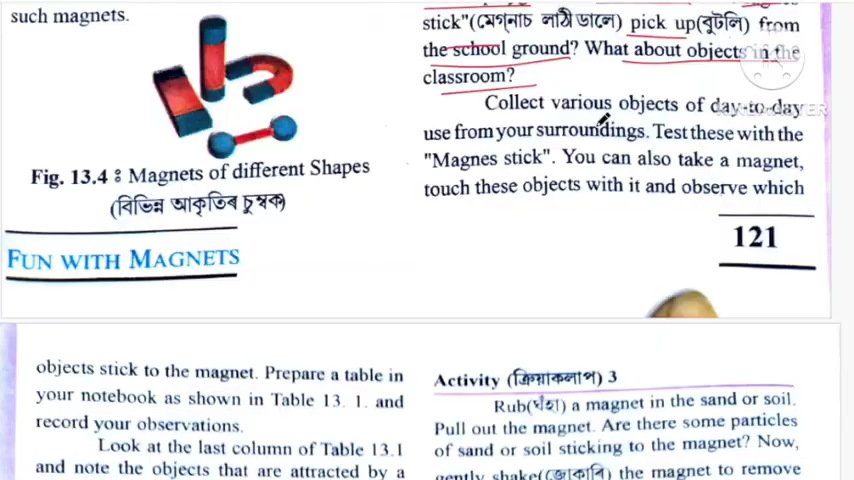 such magnets.
Fig. 13.4 : Magnets of different Shapes
(বিভিন্ন আকৃতিৰ চুম্বক)
FUN WITH MAGNETS
stick"(মেগনাচ লাঠী ডালে) pick up(বুটলি) from
the school ground? What about objects in the
classroom?
Collect various objects of day-to-day
use from your surroundings. Test these with the
"Magnes stick". You can also take a magnet,
touch these objects with it and observe which
121
objects stick to the magnet. Prepare a table in
your notebook as shown in Table 13. 1. and
record your observations.
Look at the last column of Table 13.1
and note the objects that are attracted by a
Activity (ক্ৰিয়াকলাপ) 3
Rub(ঘঁহা) a magnet in the sand or soil.
Pull out the magnet. Are there some particles
of sand or soil sticking to the magnet? Now,
gently shake(জোকাৰি) the magnet to remove